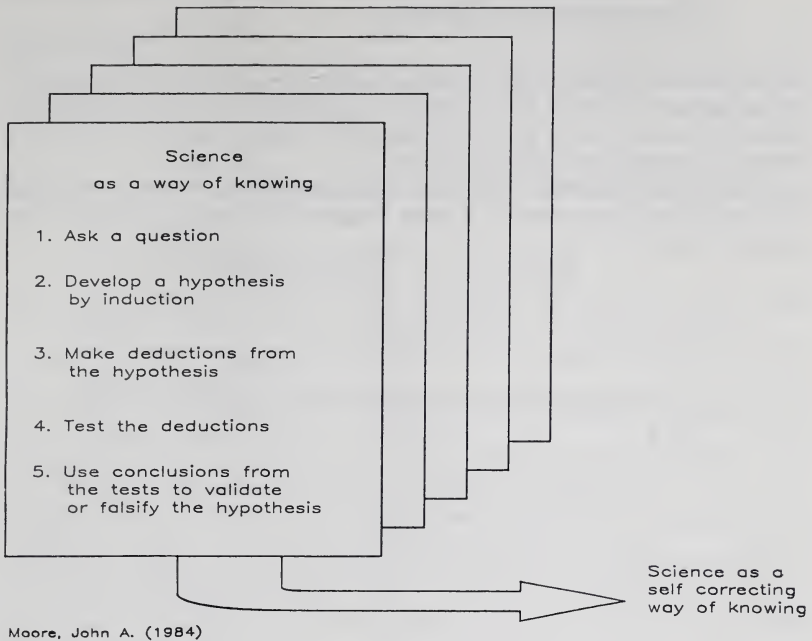 Science
as a way of knowing
1. Ask a question
2. Develop a hypothesis
by induction
3. Make deductions from
the hypothesis
4. Test the deductions
5. Use conclusions from
the tests to validate
or falsify the hypothesis
Science as a
self correcting
way of knowing
Moore, John A. (1984)